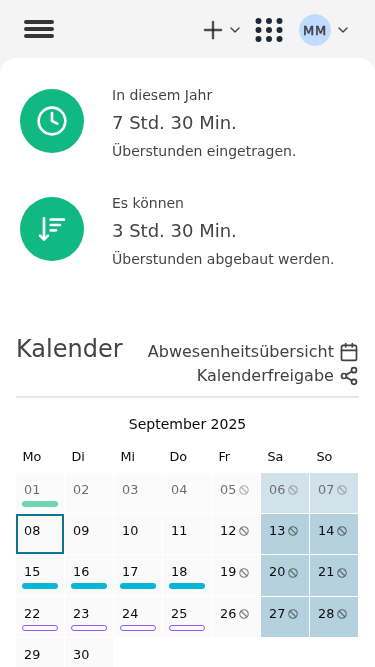 MM
In diesem Jahr
7 Std. 30 Min.
Überstunden eingetragen.
Es können
3 Std. 30 Min.
Überstunden abgebaut werden.
Kalender
Abwesenheitsübersicht
Kalenderfreigabe
September 2025
Mo Di Mi Do Fr Sa So
01 02 03 04 05 06 07
08 09 10 11 12 13 14
15 16 17 18 19 20 21
22 23 24 25 26 27 28
29 30